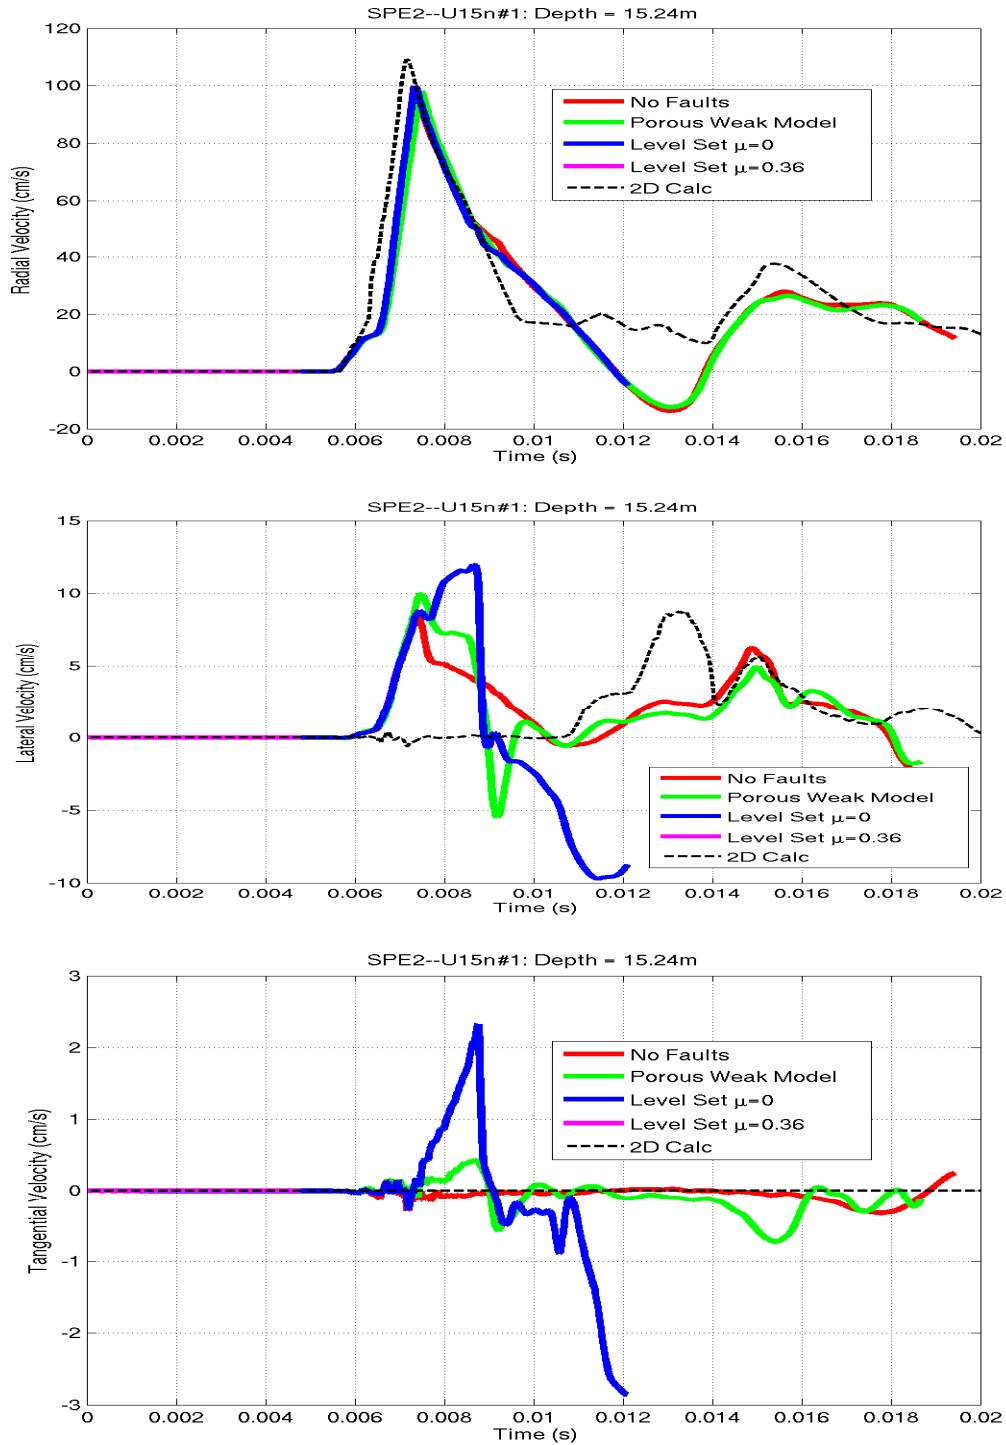 SPE2--U15n#1: Depth = 15.24m
120
100
80
60
40
20
0
-20
Radial Velocity (cm/s)
No Faults
Porous Weak Model
Level Set μ=0
Level Set μ=0.36
2D Calc
0 0.002 0.004 0.006 0.008 0.01 0.012 0.014 0.016 0.018 0.02
Time (s)
SPE2--U15n#1: Depth = 15.24m
15
10
5
0
-5
-10
Lateral Velocity (cm/s)
No Faults
Porous Weak Model
Level Set μ=0
Level Set μ=0.36
2D Calc
0 0.002 0.004 0.006 0.008 0.01 0.012 0.014 0.016 0.018 0.02
Time (s)
SPE2--U15n#1: Depth = 15.24m
3
2
1
0
-1
-2
-3
Tangential Velocity (cm/s)
No Faults
Porous Weak Model
Level Set μ=0
Level Set μ=0.36
2D Calc
0 0.002 0.004 0.006 0.008 0.01 0.012 0.014 0.016 0.018 0.02
Time (s)